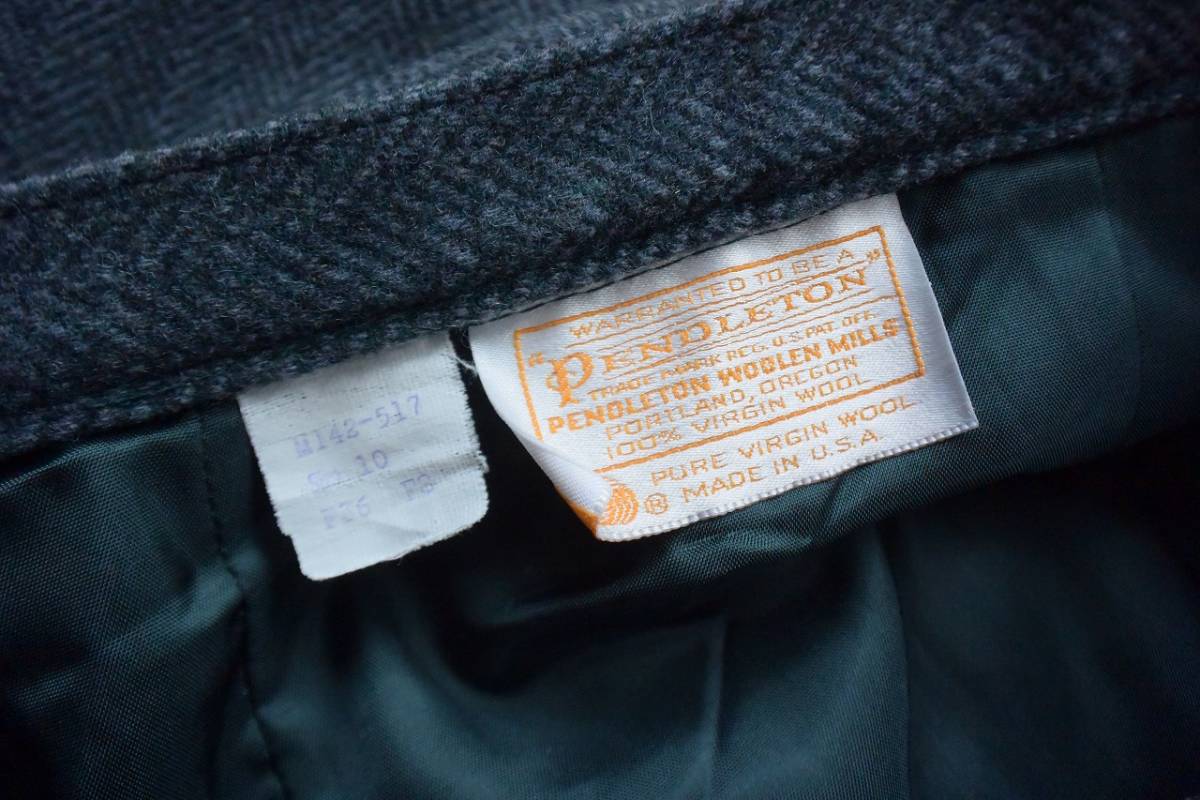 M142-517
10
WARRANTED TO BE A
"PENDLETON"
TRADE MARK REG. U.S. PAT. OFF.
PENDLETON WOOLEN MILLS
PORTLAND, OREGON
100% VIRGIN WOOL
PURE VIRGIN WOOL
® MADE IN U.S.A.